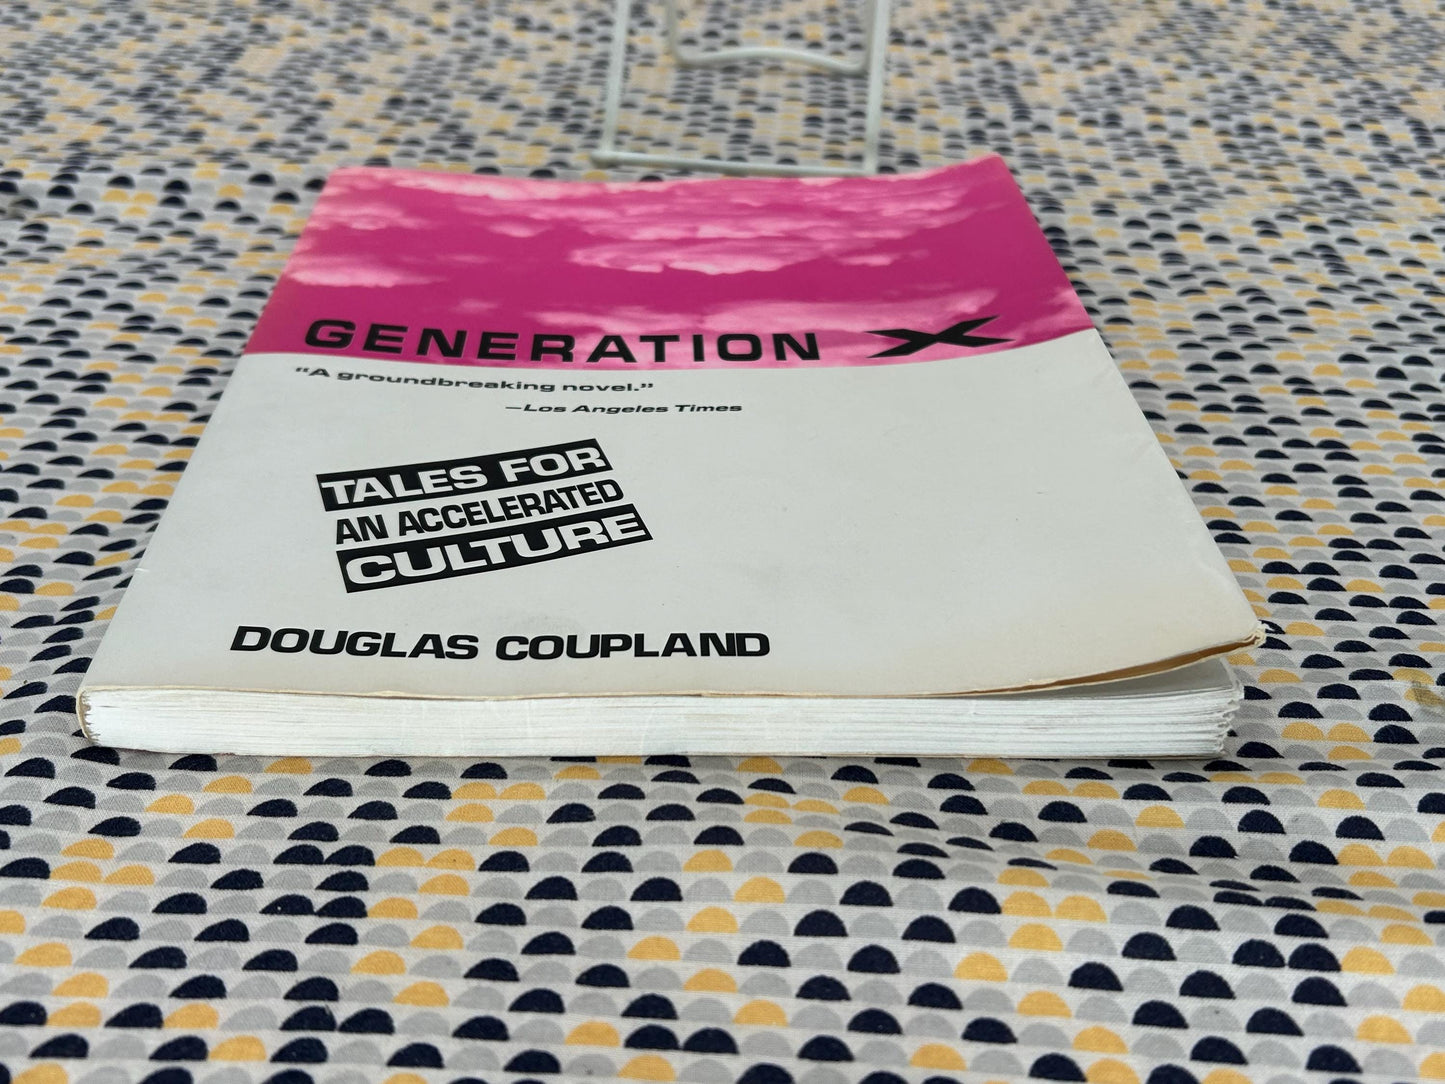 GENERATION X
“A groundbreaking novel.”
—Los Angeles Times
TALES FOR
AN ACCELERATED
CULTURE
DOUGLAS COUPLAND